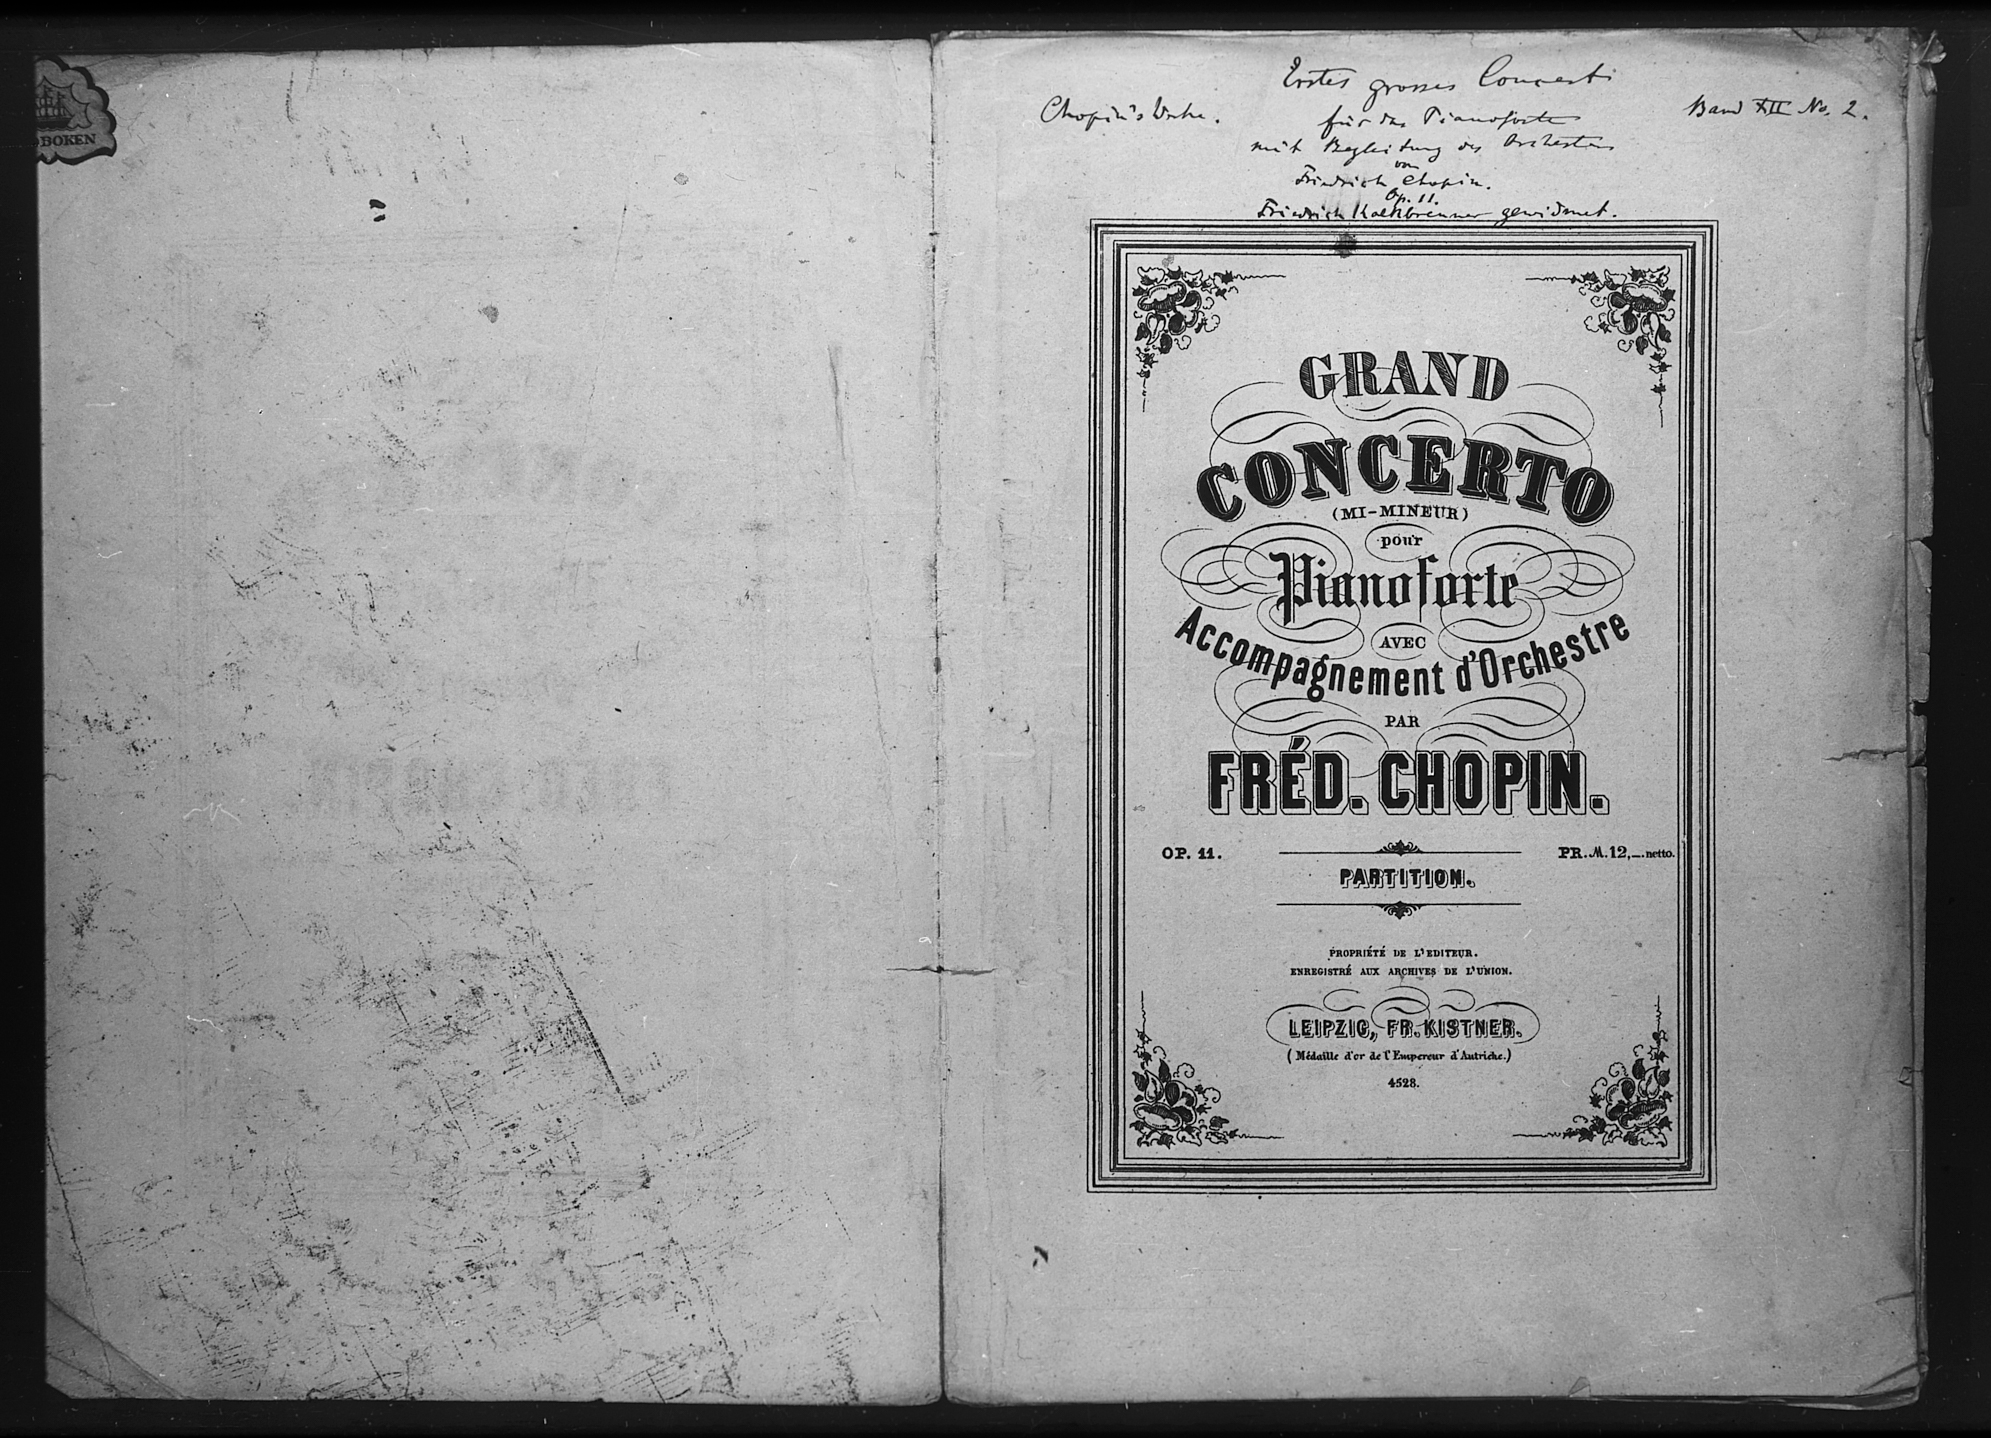 BOKEN
Erstes grosses Concert
Chopin's Werke.
für das Pianoforte
Band XII No. 2.
mit Begleitung des Orchesters
von
Friedrich Chopin.
Op. 11.
Friedrich Kalkbrenner gewidmet.
GRAND
CONCERTO
(MI-MINEUR)
pour
Pianoforte
AVEC
Accompagnement d'Orchestre
PAR
FRÉD. CHOPIN.
OP. 11.
PR. M. 12,_. netto.
PARTITION.
PROPRIÉTÉ DE L'EDITEUR.
ENREGISTRÉ AUX ARCHIVES DE L'UNION.
LEIPZIG, FR. KISTNER.
(Médaille d'or de l'Empereur d'Autriche.)
4528.